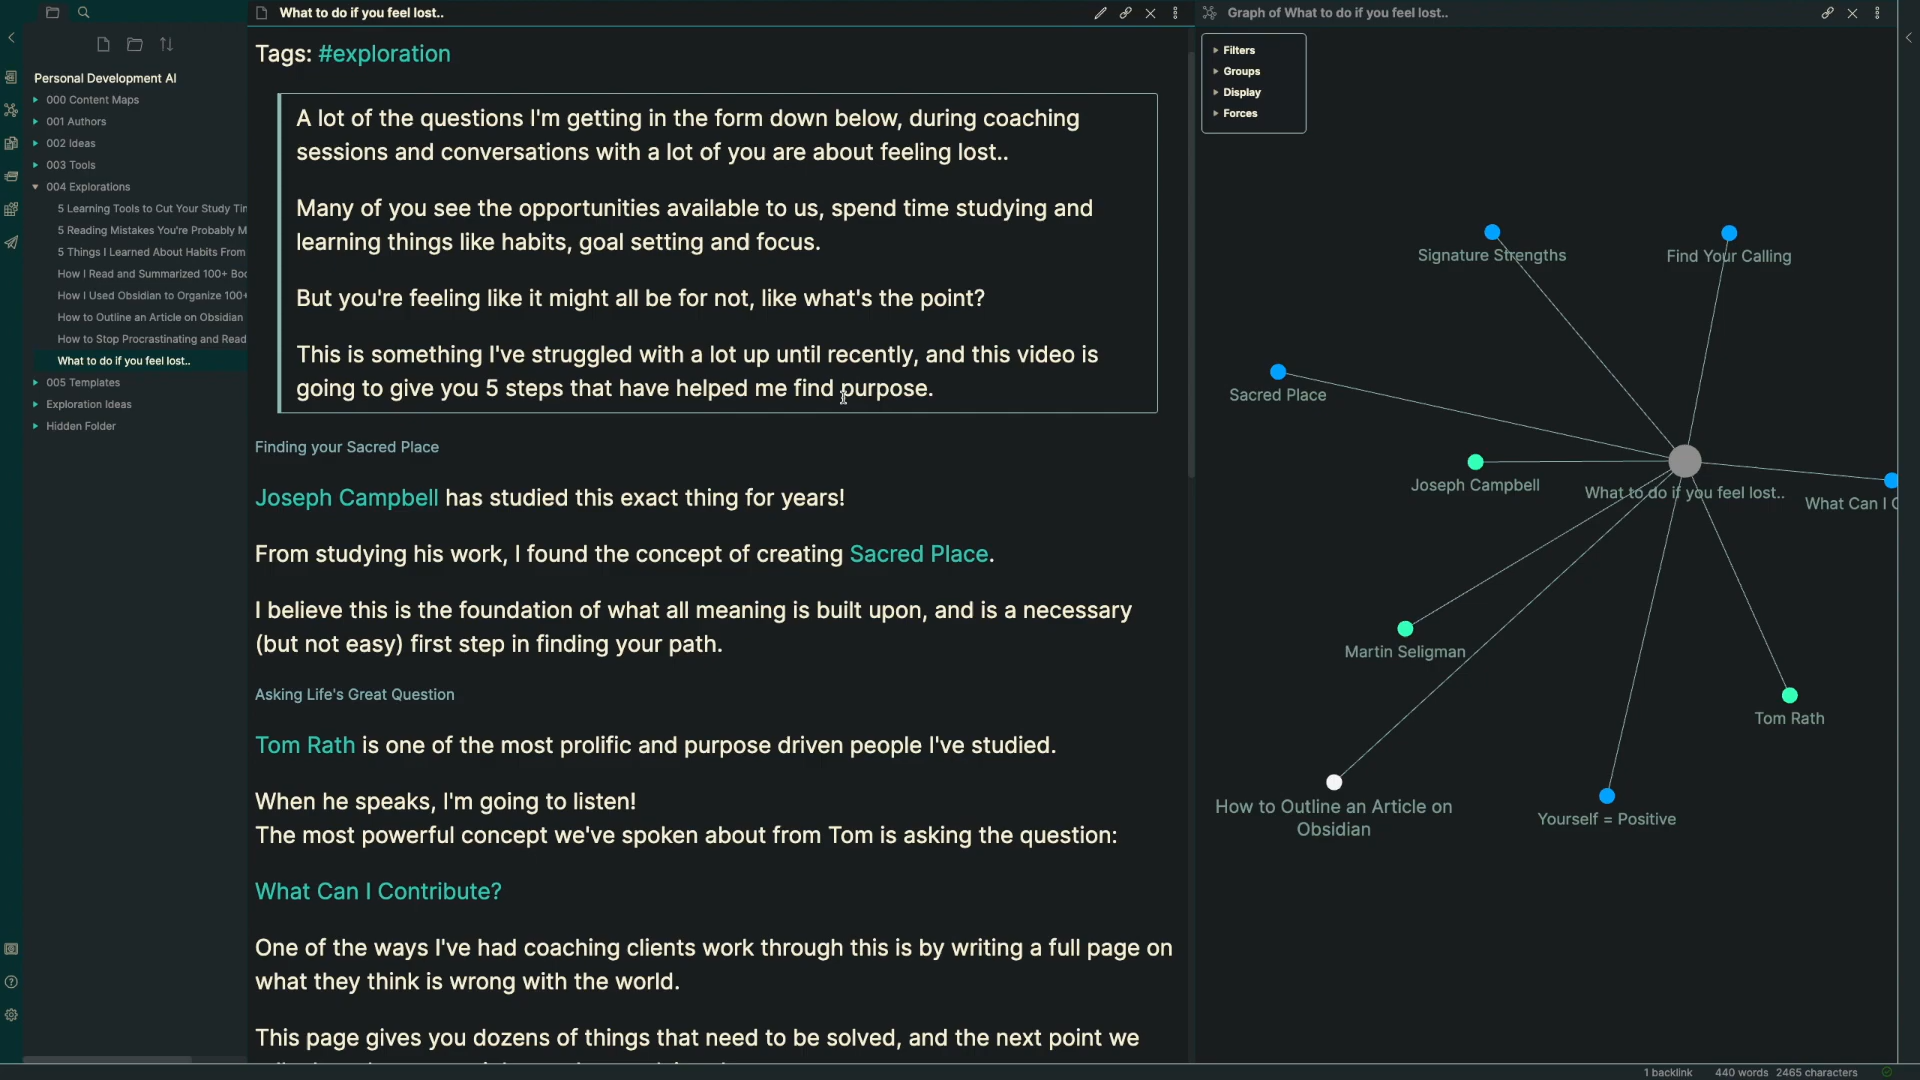 What to do if you feel lost..
Graph of What to do if you feel lost..
Personal Development AI
000 Content Maps
001 Authors
002 Ideas
003 Tools
004 Explorations
5 Learning Tools to Cut Your Study Tim
5 Reading Mistakes You're Probably M
5 Things I Learned About Habits From
How I Read and Summarized 100+ Boo
How I Used Obsidian to Organize 100+
How to Outline an Article on Obsidian
How to Stop Procrastinating and Read
What to do if you feel lost..
005 Templates
Exploration Ideas
Hidden Folder
Tags: #exploration
A lot of the questions I'm getting in the form down below, during coaching
sessions and conversations with a lot of you are about feeling lost..
Many of you see the opportunities available to us, spend time studying and
learning things like habits, goal setting and focus.
But you're feeling like it might all be for not, like what's the point?
This is something I've struggled with a lot up until recently, and this video is
going to give you 5 steps that have helped me find purpose.
Finding your Sacred Place
Joseph Campbell has studied this exact thing for years!
From studying his work, I found the concept of creating Sacred Place.
I believe this is the foundation of what all meaning is built upon, and is a necessary
(but not easy) first step in finding your path.
Asking Life's Great Question
Tom Rath is one of the most prolific and purpose driven people I've studied.
When he speaks, I'm going to listen!
The most powerful concept we've spoken about from Tom is asking the question:
What Can I Contribute?
One of the ways I've had coaching clients work through this is by writing a full page on
what they think is wrong with the world.
This page gives you dozens of things that need to be solved, and the next point we
Filters
Groups
Display
Forces
Signature Strengths
Find Your Calling
Sacred Place
Joseph Campbell
What to do if you feel lost..
What Can I C
Martin Seligman
Tom Rath
How to Outline an Article on
Obsidian
Yourself = Positive
1 backlink
440 words 2465 characters